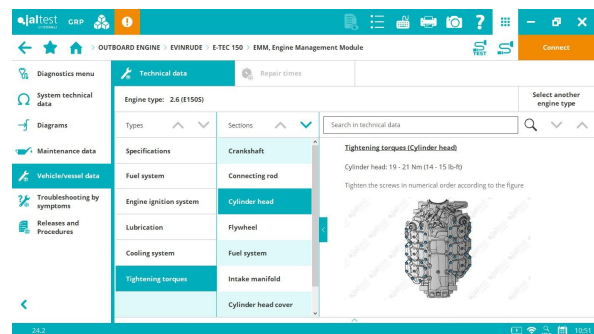 jaltest GRP
OUTBOARD ENGINE > EVINRUDE > E-TEC 150 > EMM, Engine Management Module
TEST
Connect
Diagnostics menu
System technical data
Diagrams
Maintenance data
Vehicle/vessel data
Troubleshooting by symptoms
Releases and Procedures
Technical data
Repair times
Engine type: 2.6 (E150S)
Select another engine type
Types
Sections
Search in technical data
Specifications
Fuel system
Engine ignition system
Lubrication
Cooling system
Tightening torques
Crankshaft
Connecting rod
Cylinder head
Flywheel
Fuel system
Intake manifold
Cylinder head cover
Tightening torques (Cylinder head)
Cylinder head: 19 - 21 Nm (14 - 15 lb-ft)
Tighten the screws in numerical order according to the figure
24.2
10:51